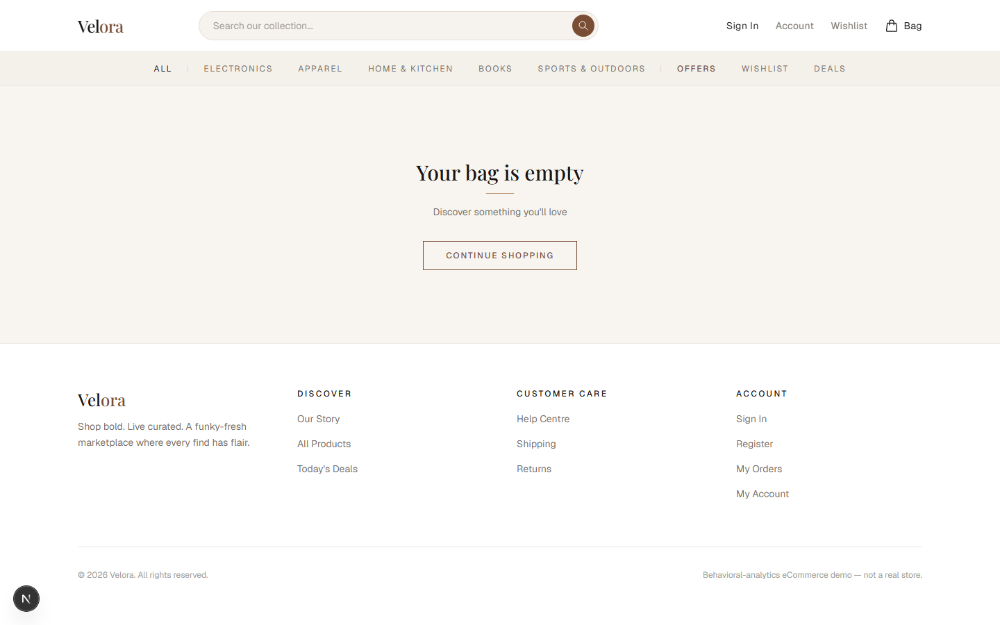 Velora
Search our collection...
Sign In Account Wishlist Bag
ALL ELECTRONICS APPAREL HOME & KITCHEN BOOKS SPORTS & OUTDOORS OFFERS WISHLIST DEALS
Your bag is empty
Discover something you'll love
CONTINUE SHOPPING
Velora
Shop bold. Live curated. A funky-fresh
marketplace where every find has flair.
DISCOVER
Our Story
All Products
Today's Deals
CUSTOMER CARE
Help Centre
Shipping
Returns
ACCOUNT
Sign In
Register
My Orders
My Account
© 2026 Velora. All rights reserved.
Behavioral-analytics eCommerce demo — not a real store.
N